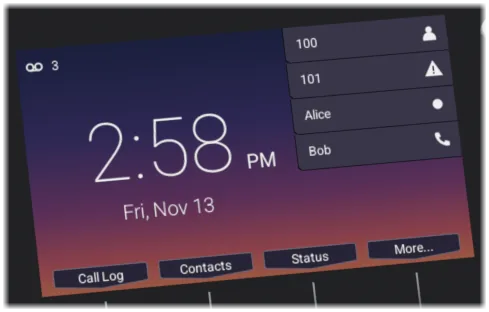 3
100
101
Alice
2:58 PM
Bob
Fri, Nov 13
Call Log
Contacts
Status
More...